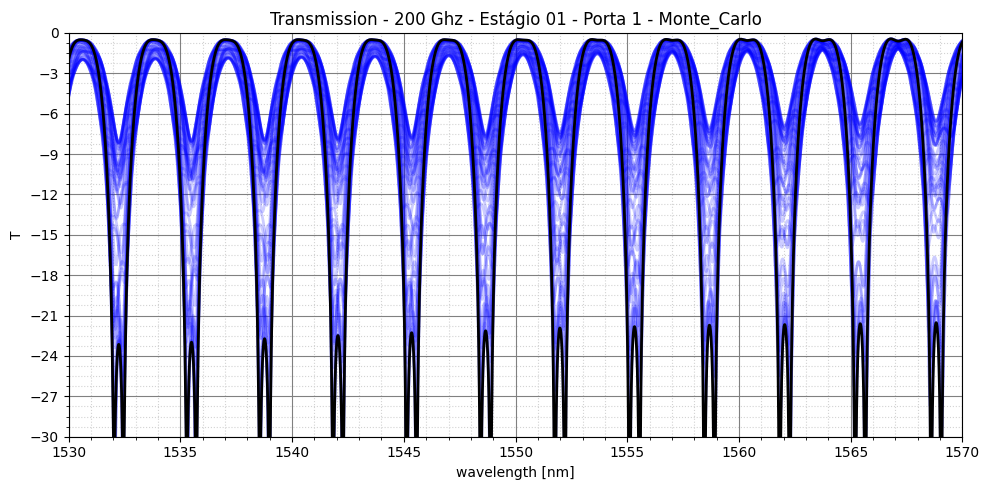 Transmission - 200 Ghz - Estágio 01 - Porta 1 - Monte_Carlo
0
−3
−6
−9
−12
−15
−18
−21
−24
−27
−30
T
1530 1535 1540 1545 1550 1555 1560 1565 1570
wavelength [nm]